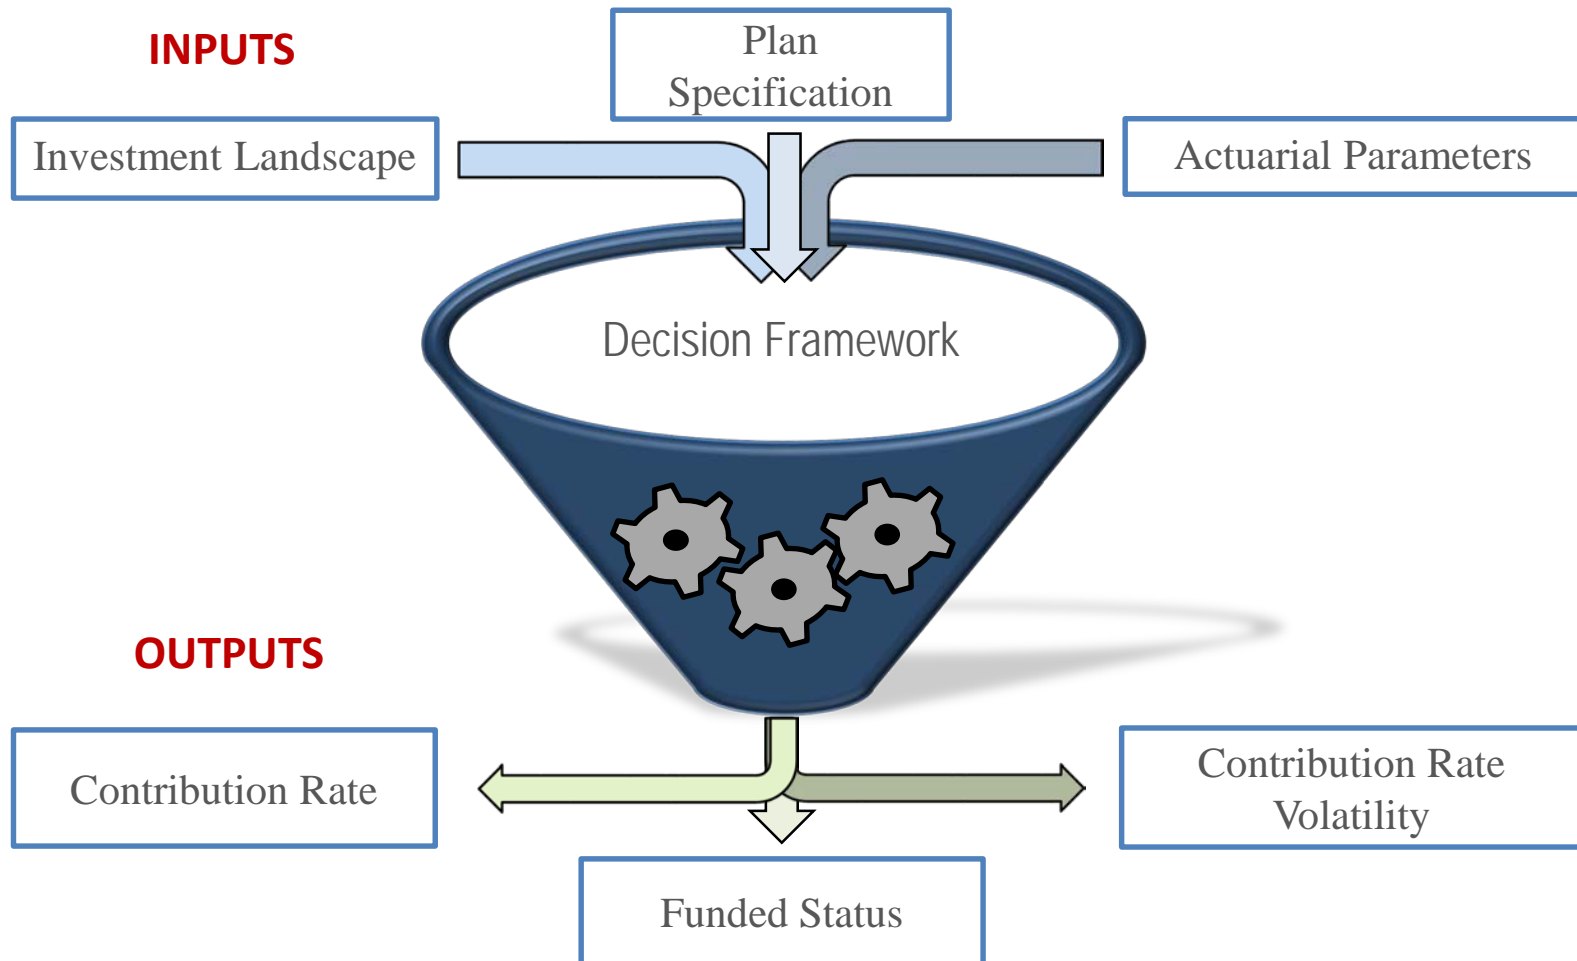 INPUTS
Plan
Specification
Investment Landscape
Actuarial Parameters
Decision Framework
OUTPUTS
Contribution Rate
Contribution Rate
Volatility
Funded Status